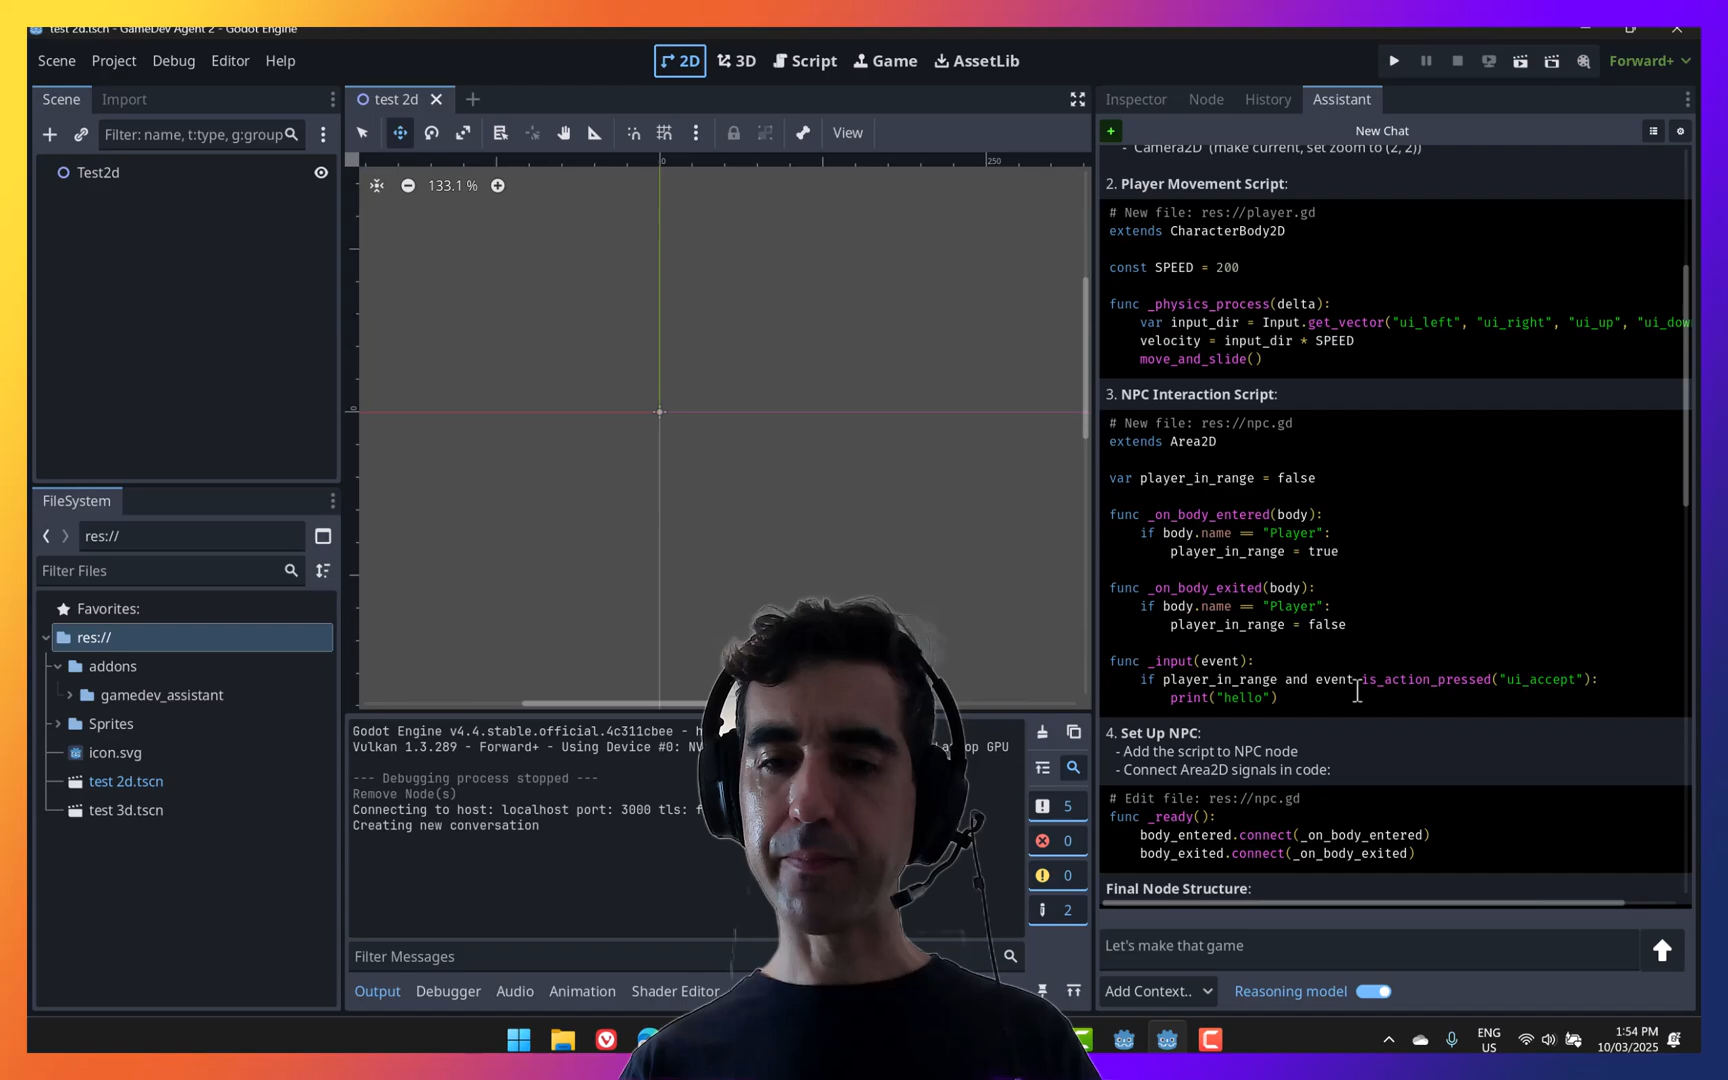 test 2d.tscn - GameDev Agent 2 - Godot Engine
Scene Project Debug Editor Help
2D 3D Script Game AssetLib
Forward+
Scene Import
test 2d
Inspector Node History Assistant
Filter: name, t:type, g:group
View
New Chat
Test2d
0
250
133.1 %
0
- Camera2D (make current, set zoom to (2, 2))
2. Player Movement Script:
# New file: res://player.gd
extends CharacterBody2D
const SPEED = 200
func _physics_process(delta):
var input_dir = Input.get_vector("ui_left", "ui_right", "ui_up", "ui_dow
velocity = input_dir * SPEED
move_and_slide()
3. NPC Interaction Script:
# New file: res://npc.gd
extends Area2D
var player_in_range = false
func _on_body_entered(body):
if body.name == "Player":
player_in_range = true
func _on_body_exited(body):
if body.name == "Player":
player_in_range = false
func _input(event):
if player_in_range and event.is_action_pressed("ui_accept"):
print("hello")
4. Set Up NPC:
- Add the script to NPC node
- Connect Area2D signals in code:
# Edit file: res://npc.gd
func _ready():
body_entered.connect(_on_body_entered)
body_exited.connect(_on_body_exited)
Final Node Structure:
Let's make that game
Add Context.. Reasoning model
FileSystem
res://
Filter Files
Favorites:
res://
addons
gamedev_assistant
Sprites
icon.svg
test 2d.tscn
test 3d.tscn
Godot Engine v4.4.stable.official.4c311cbee - h
Vulkan 1.3.289 - Forward+ - Using Device #0: NV
GPU
--- Debugging process stopped ---
Remove Node(s)
Connecting to host: localhost port: 3000 tls: f
Creating new conversation
5
0
0
2
Filter Messages
Output Debugger Audio Animation Shader Editor
ENG
US
1:54 PM
10/03/2025